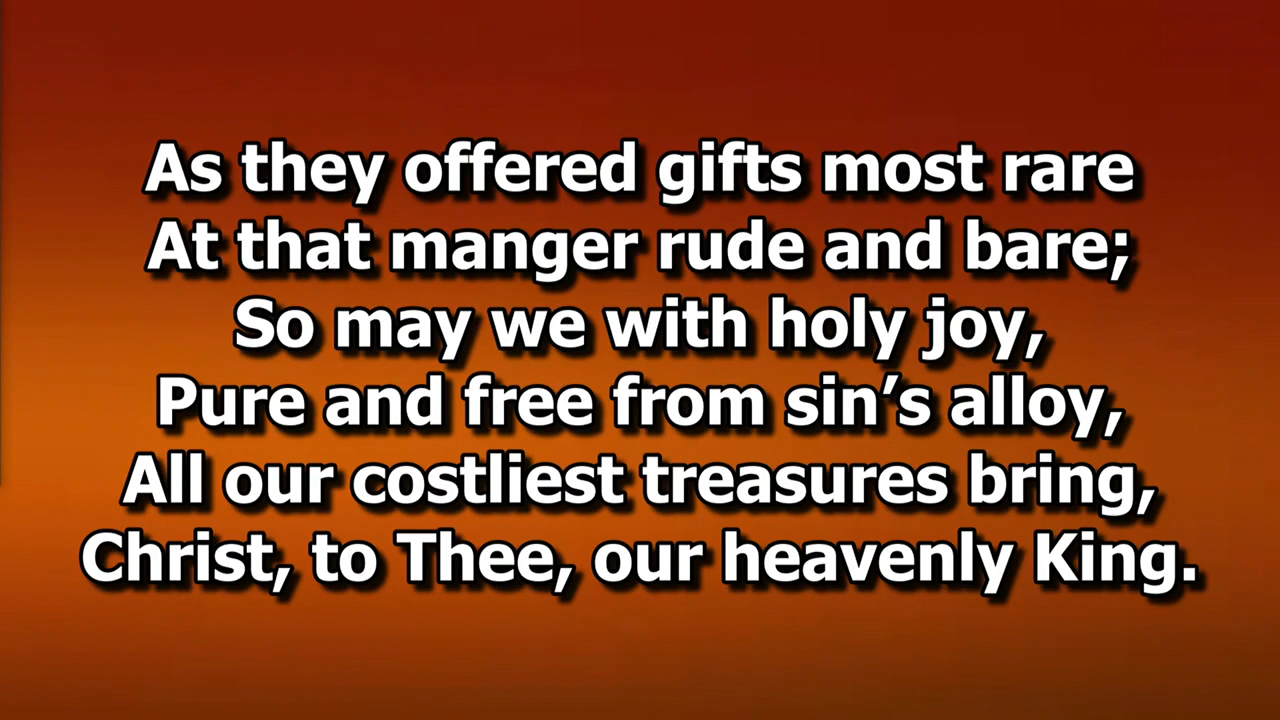 As they offered gifts most rare
At that manger rude and bare;
So may we with holy joy,
Pure and free from sin’s alloy,
All our costliest treasures bring,
Christ, to Thee, our heavenly King.